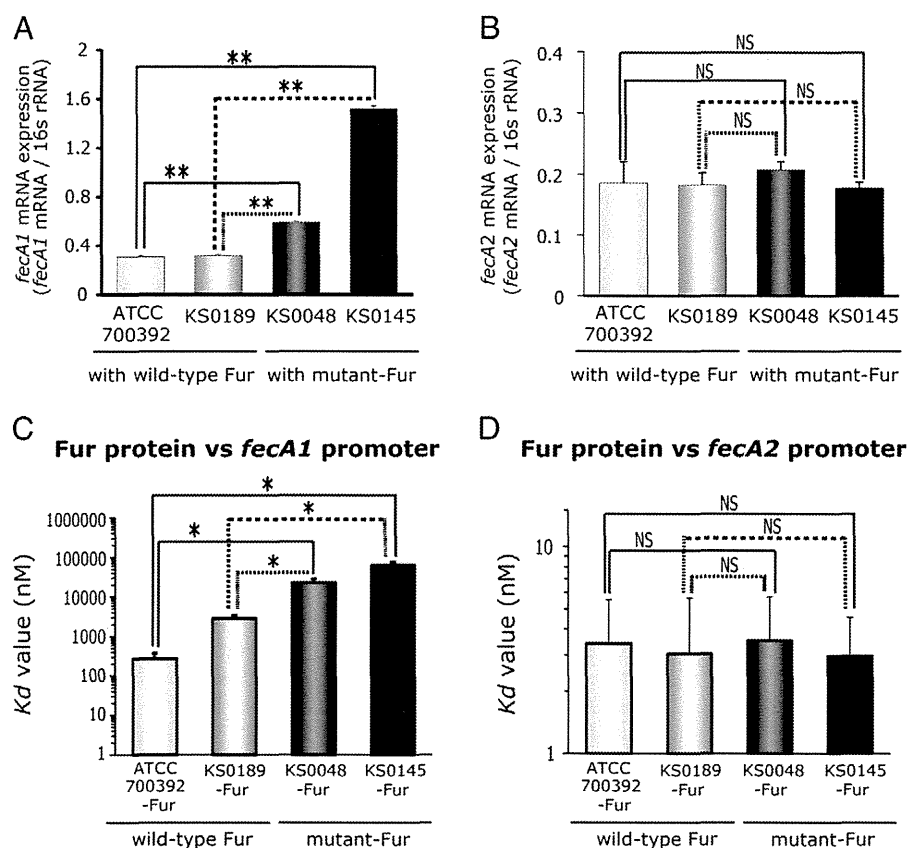 A
fecA1 mRNA expression
(fecA1 mRNA / 16s rRNA)
2
1.6
1.2
0.8
0.4
0
**
**
**
**
ATCC
700392
KS0189
KS0048
KS0145
with wild-type Fur
with mutant-Fur
B
fecA2 mRNA expression
(fecA2 mRNA / 16s rRNA)
0.4
0.3
0.2
0.1
0
NS
NS
NS
NS
ATCC
700392
KS0189
KS0048
KS0145
with wild-type Fur
with mutant-Fur
C
Fur protein vs fecA1 promoter
Kd value (nM)
1000000
100000
10000
1000
100
10
1
*
*
*
*
ATCC
700392
-Fur
KS0189
-Fur
KS0048
-Fur
KS0145
-Fur
wild-type Fur
mutant-Fur
D
Fur protein vs fecA2 promoter
Kd value (nM)
10
1
NS
NS
NS
NS
ATCC
700392
-Fur
KS0189
-Fur
KS0048
-Fur
KS0145
-Fur
wild-type Fur
mutant-Fur